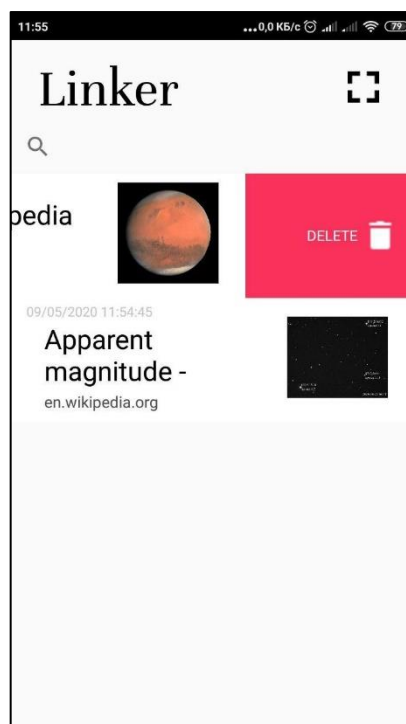 11:55 ...0,0 КБ/с 79
Linker
pedia
DELETE
09/05/2020 11:54:45
Apparent
magnitude -
en.wikipedia.org